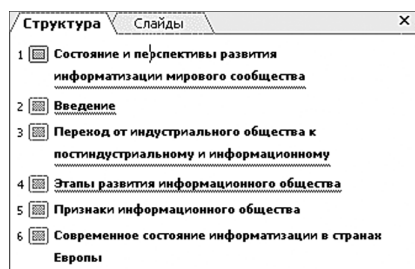 Структура Слайды ×
1 Состояние и перспективы развития
информатизации мирового сообщества
2 Введение
3 Переход от индустриального общества к
постиндустриальному и информационному
4 Этапы развития информационного общества
5 Признаки информационного общества
6 Современное состояние информатизации в странах
Европы